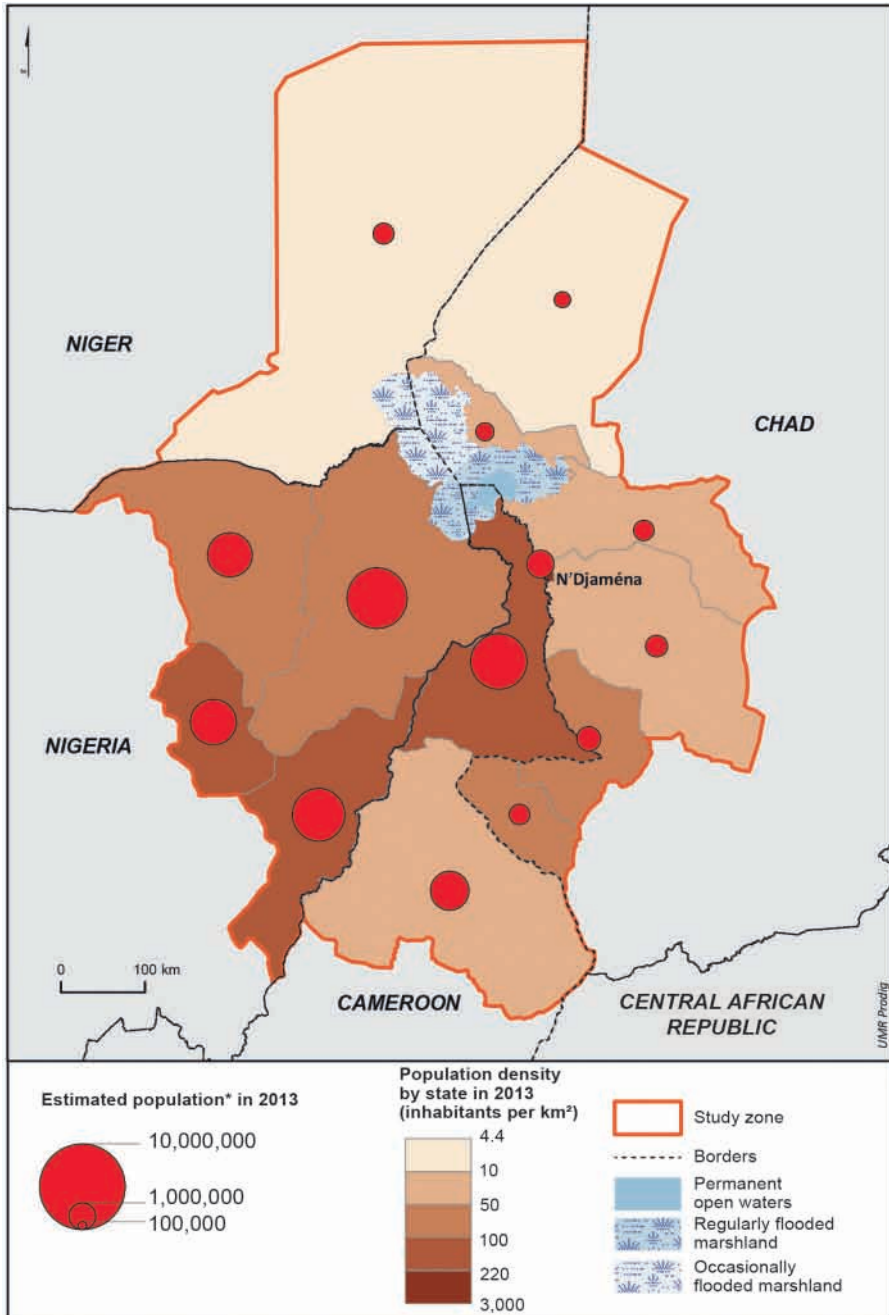 NIGER
CHAD
N'Djaména
NIGERIA
0 100 km
CAMEROON
CENTRAL AFRICAN
REPUBLIC
UMR Prodig
Estimated population* in 2013
10,000,000
1,000,000
100,000
Population density
by state in 2013
(inhabitants per km²)
4.4
10
50
100
220
3,000
Study zone
Borders
Permanent
open waters
Regularly flooded
marshland
Occasionally
flooded marshland